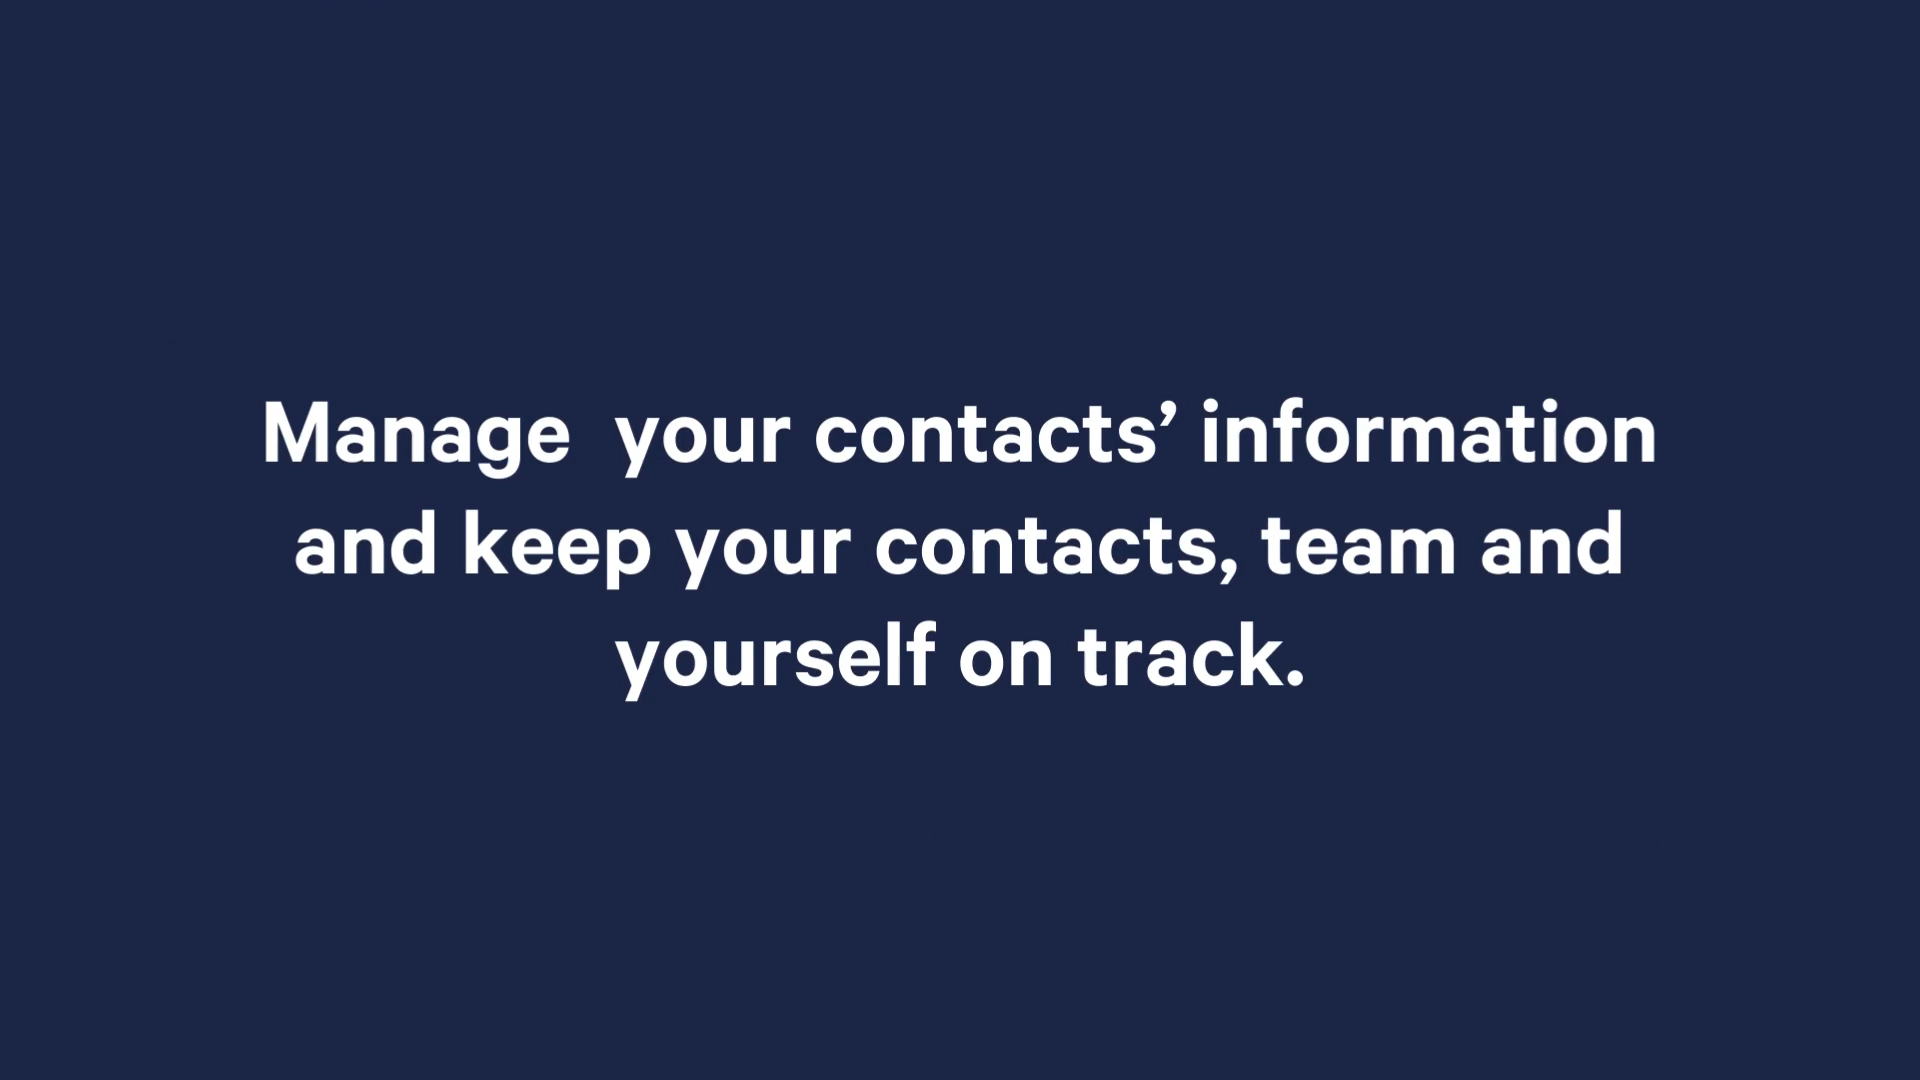 Manage  your contacts’ information
and keep your contacts, team and
yourself on track.